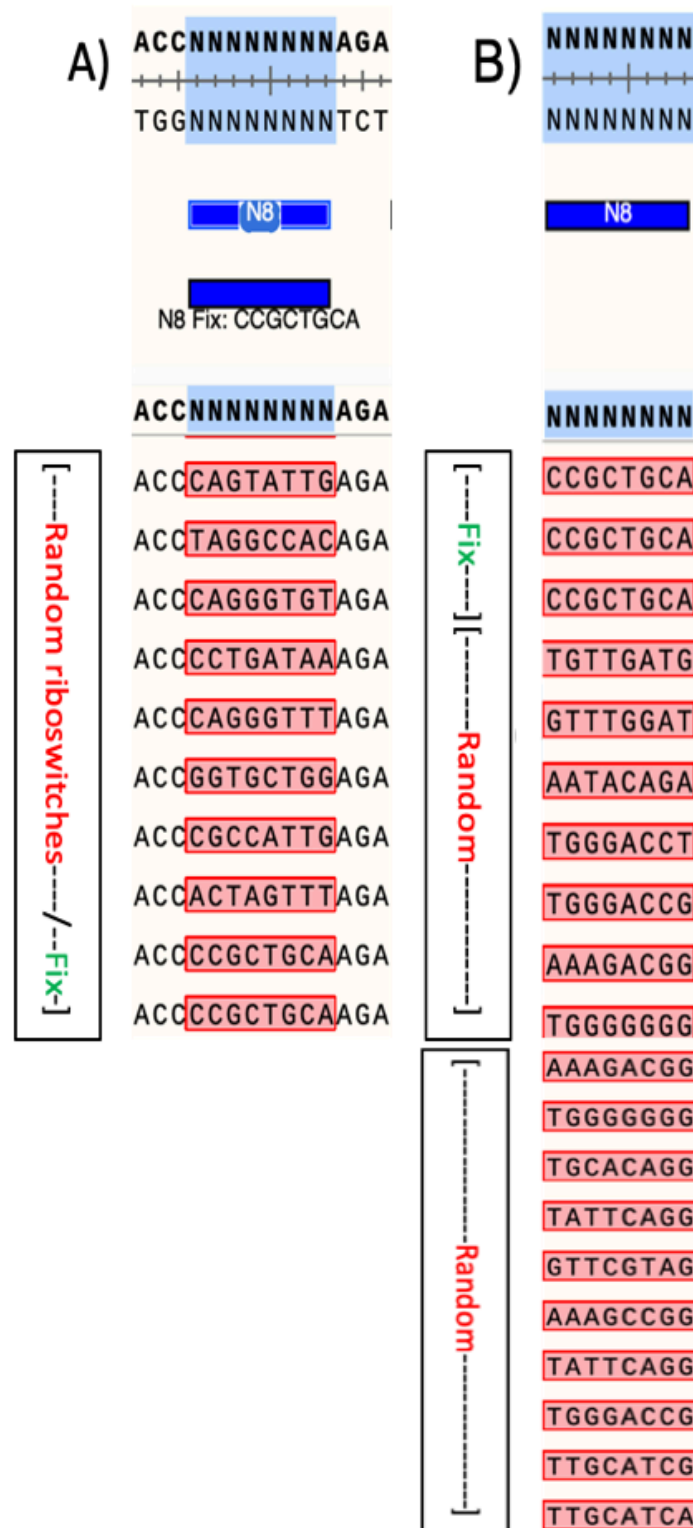 A)
ACCNNNNNNNNAGA
TGGNNNNNNNNTCT
N8
N8 Fix: CCGCTGCA
ACCNNNNNNNNAGA
[----Random riboswitches----/--Fix-]
ACCCAGTATTGAGA
ACCTAGGCCACAGA
ACCCAGGGTGTAGA
ACCCCTGATAAAGA
ACCCAGGGTTTAGA
ACCGGTGCTGGAGA
ACCCGCCATTGAGA
ACCACTAGTTTAGA
ACCCCGCTGCAAGA
ACCCCGCTGCAAGA
B)
NNNNNNNN
NNNNNNNN
N8
NNNNNNNN
[----Fix----][--------Random-----------]
CCGCTGCA
CCGCTGCA
CCGCTGCA
TGTTGATG
GTTTGGAT
AATACAGA
TGGGACCT
TGGGACCG
AAAGACGG
TGGGGGGG
[-----------------Random---------------]
AAAGACGG
TGGGGGGG
TGCACAGG
TATTCAGG
GTTCGTAG
AAAGCCGG
TATTCAGG
TGGGACCG
TTGCATCG
TTGCATCA